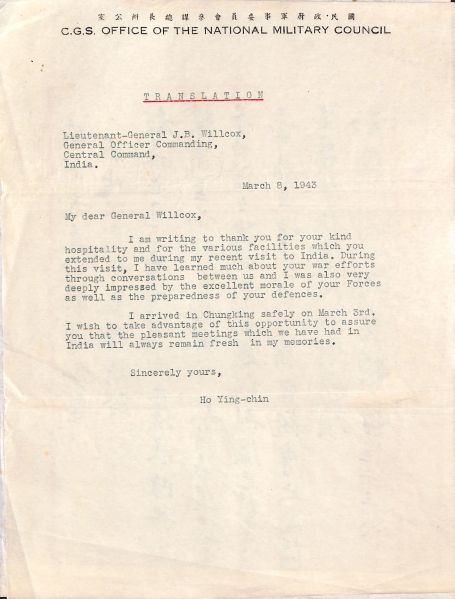 國民政府軍事委員會參謀總長辦公室
C.G.S. OFFICE OF THE NATIONAL MILITARY COUNCIL
TRANSLATION
Lieutenant-General J.B. Willcox,
General Officer Commanding,
Central Command,
India.
March 8, 1943
My dear General Willcox,
I am writing to thank you for your kind
hospitality and for the various facilities which you
extended to me during my recent visit to India. During
this visit, I have learned much about your war efforts
through conversations between us and I was also very
deeply impressed by the excellent morale of your Forces
as well as the preparedness of your defences.
I arrived in Chungking safely on March 3rd.
I wish to take advantage of this opportunity to assure
you that the pleasant meetings which we have had in
India will always remain fresh in my memories.
Sincerely yours,
Ho Ying-chin